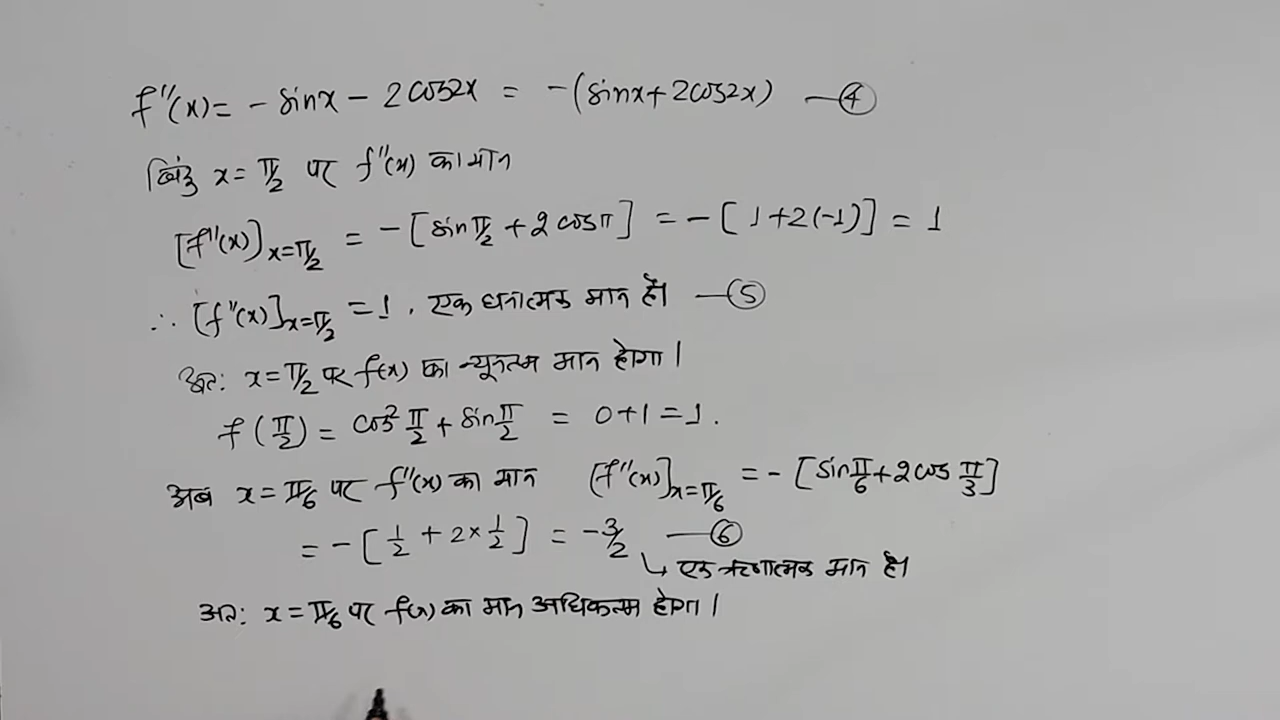 f''(x) = - sinx - 2cos2x = -(sinx + 2cos2x) —④
बिंदु x = π/2 पर f''(x) का मान
[f''(x)]x=π/2 = -[sin π/2 + 2 cosπ] = -[1+2(-1)] = 1
∴ [f''(x)]x=π/2 = 1. एक धनात्मक मान है। —⑤
अतः x = π/2 पर f(x) का न्यूनतम मान होगा।
f(π/2) = cos² π/2 + sin π/2 = 0+1 = 1.
अब x = π/6 पर f''(x) का मान [f''(x)]x=π/6 = -[sin π/6 + 2cos π/3]
= -[1/2 + 2×1/2] = -3/2 —⑥
↳ एक ऋणात्मक मान है।
अतः x = π/6 पर f(x) का मान अधिकतम होगा।